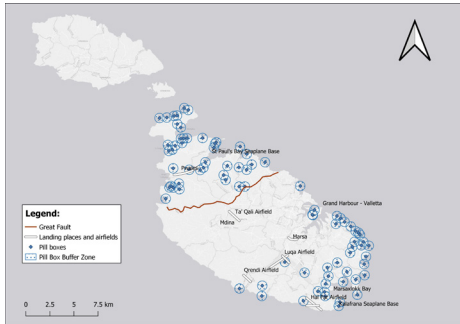 St Paul's Bay Seaplane Base
Grand Harbour - Valletta
Ta' Qali Airfield
Mdina
Marsa
Luqa Airfield
Qrendi Airfield
Marsaxlokk Bay
Hal Far Airfield
Kalafrana Seaplane Base
Legend:
Great Fault
Landing places and airfields
Pill boxes
Pill Box Buffer Zone
0 2.5 5 7.5 km